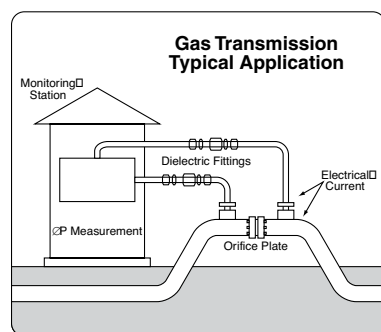 Gas Transmission
Typical Application
Monitoring□
Station
Dielectric Fittings
Electrical□
Current
∅P Measurement
Orifice Plate